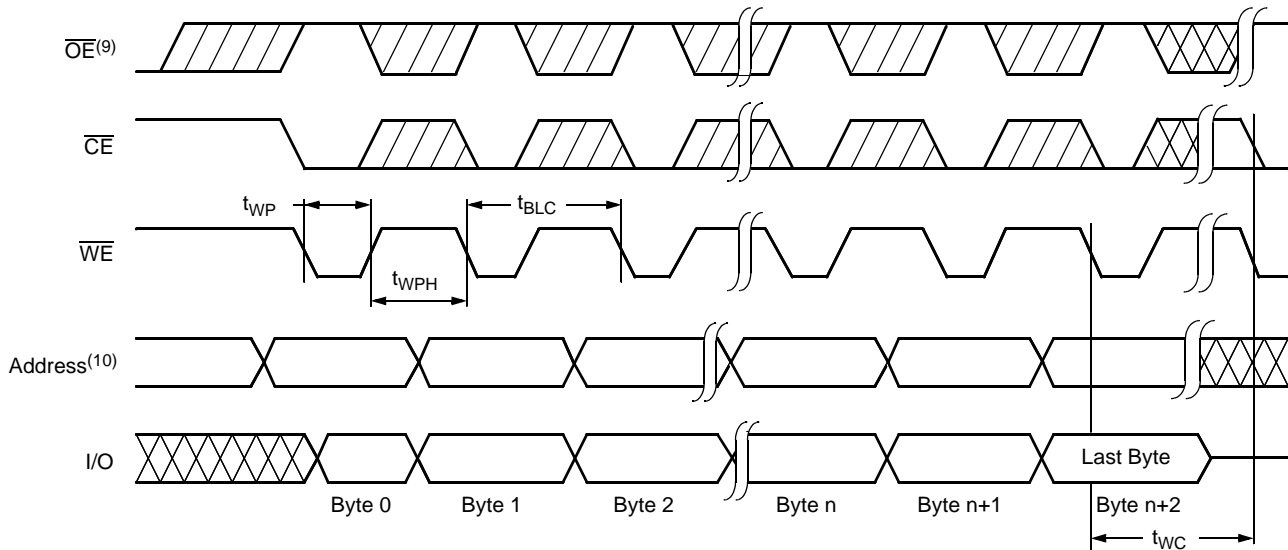 OE(9)
CE
tWP
tBLC
WE
tWPH
Address(10)
I/O
Last Byte
Byte 0 Byte 1 Byte 2 Byte n Byte n+1 Byte n+2
tWC